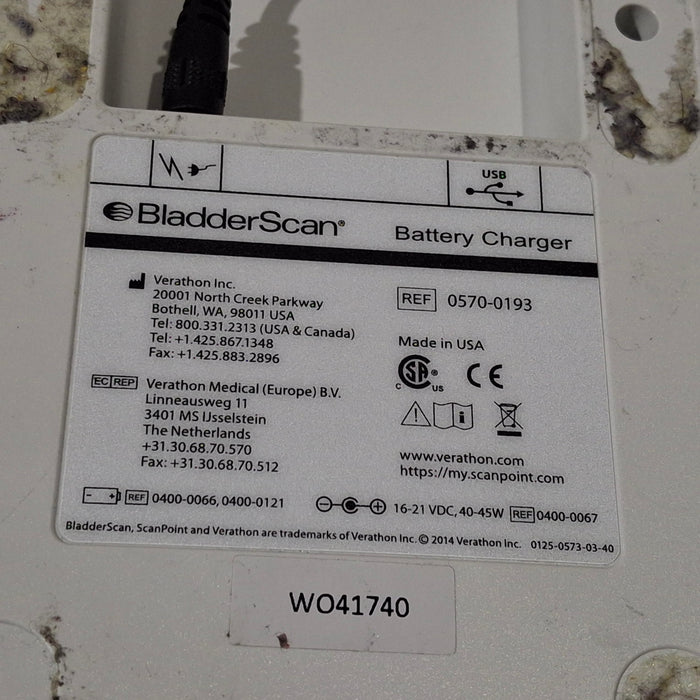 USB
BladderScan®
Battery Charger
Verathon Inc.
20001 North Creek Parkway
Bothell, WA, 98011 USA
Tel: 800.331.2313 (USA & Canada)
Tel: +1.425.867.1348
Fax: +1.425.883.2896
EC REP Verathon Medical (Europe) B.V.
Linneausweg 11
3401 MS IJsselstein
The Netherlands
+31.30.68.70.570
Fax: +31.30.68.70.512
REF 0570-0193
Made in USA
C SA ® US CE
www.verathon.com
https://my.scanpoint.com
REF 0400-0066, 0400-0121
16-21 VDC, 40-45W REF 0400-0067
BladderScan, ScanPoint and Verathon are trademarks of Verathon Inc. © 2014 Verathon Inc. 0125-0573-03-40
WO41740